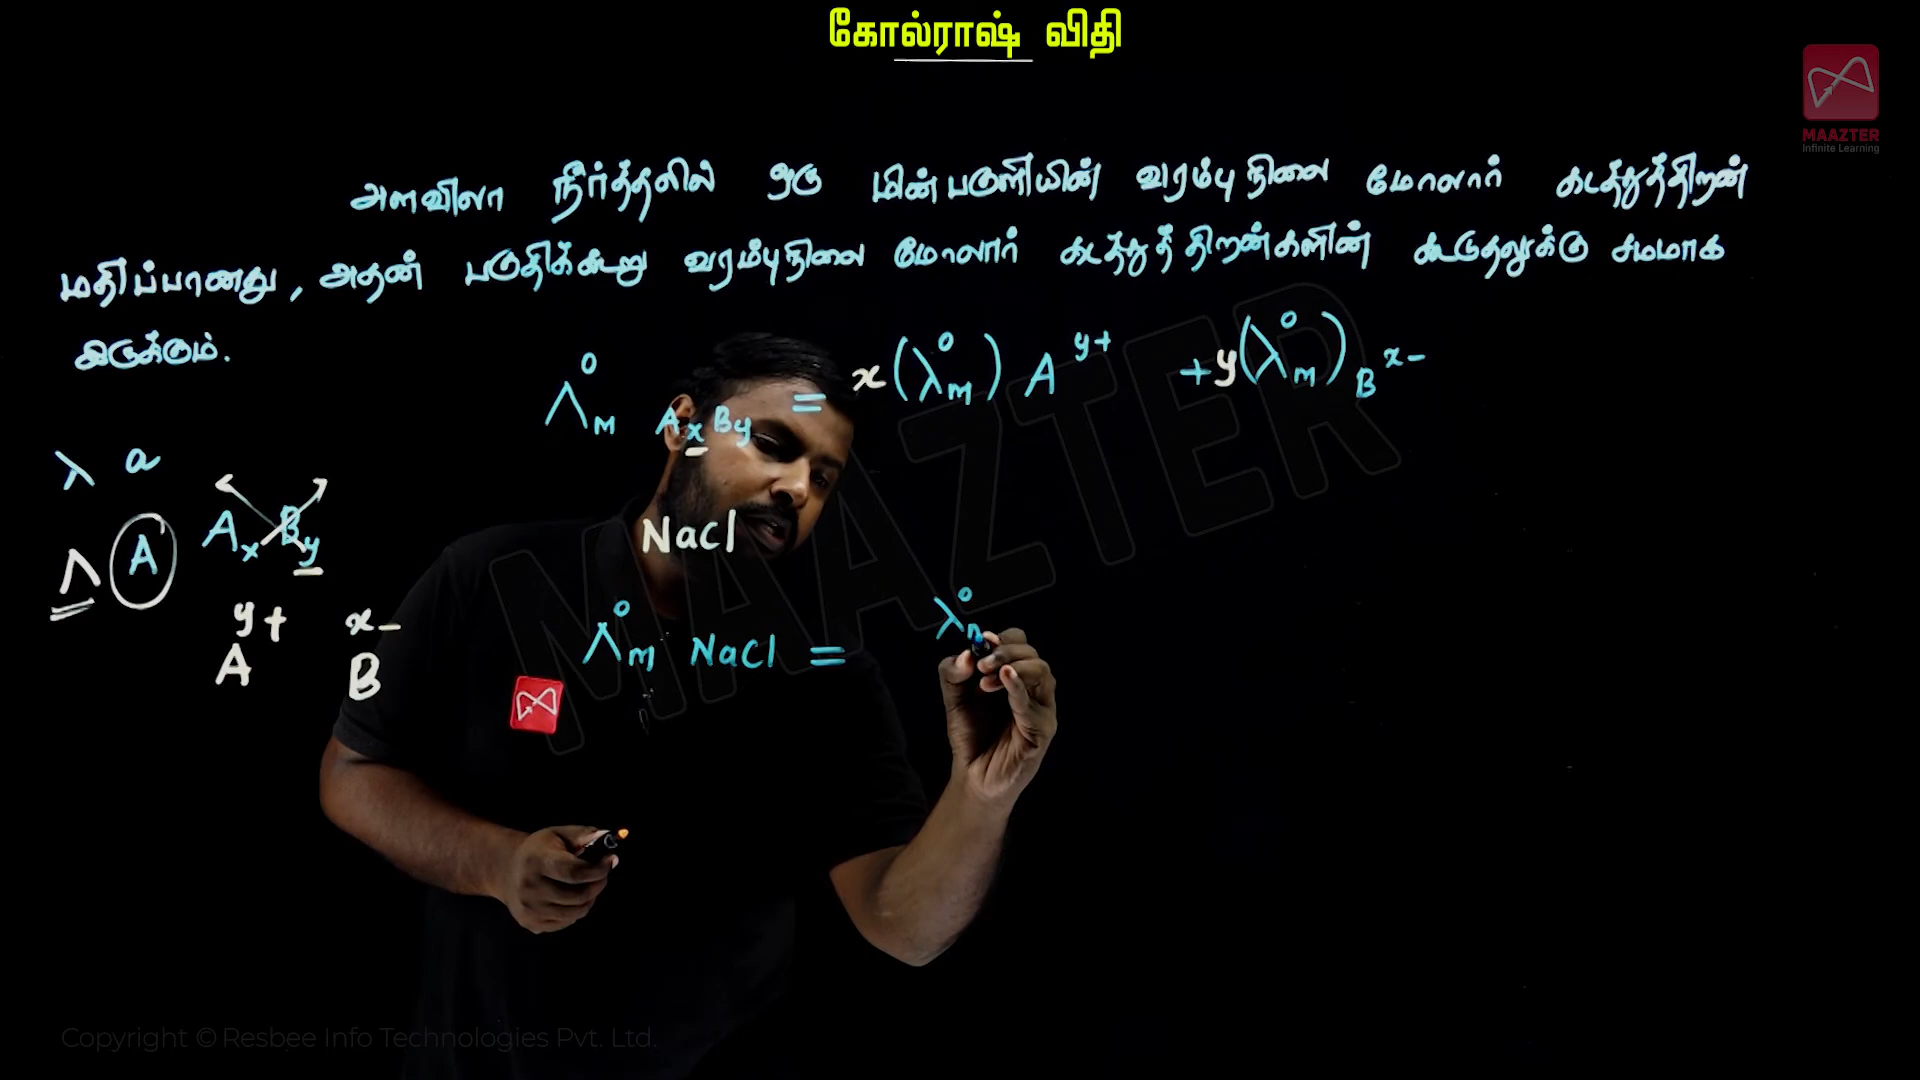 கோல்ராஷ் விதி
MAAZTER
Infinite Learning
அளவிலா நீர்த்தலில் ஒரு மின்பகுளியின் வரம்பு நிலை மோலார் கடத்துத்திறன்
மதிப்பானது, அதன் பகுதிக்கூறு வரம்புநிலை மோலார் கடத்துத் திறன்களின் கூடுதலுக்கு சமமாக
இருக்கும்.
Λ°m AxBy = x(λ°m) A y+ + y(λ°m) B x-
λ a
Λ A AxBy
NaCl
y+ x-
A B
Λ°m NaCl = λ°m
MAAZTER
Copyright © Resbee Info Technologies Pvt. Ltd.